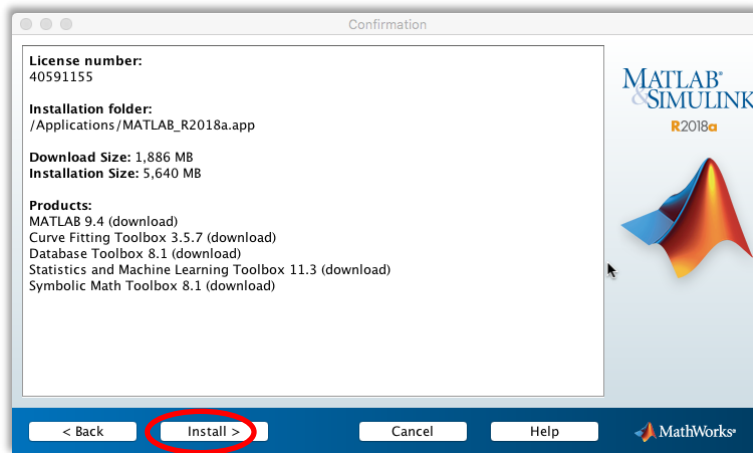 Confirmation
License number:
40591155
Installation folder:
/Applications/MATLAB_R2018a.app
Download Size: 1,886 MB
Installation Size: 5,640 MB
Products:
MATLAB 9.4 (download)
Curve Fitting Toolbox 3.5.7 (download)
Database Toolbox 8.1 (download)
Statistics and Machine Learning Toolbox 11.3 (download)
Symbolic Math Toolbox 8.1 (download)
MATLAB®
&SIMULINK
R2018a
< Back
Install >
Cancel
Help
MathWorks®